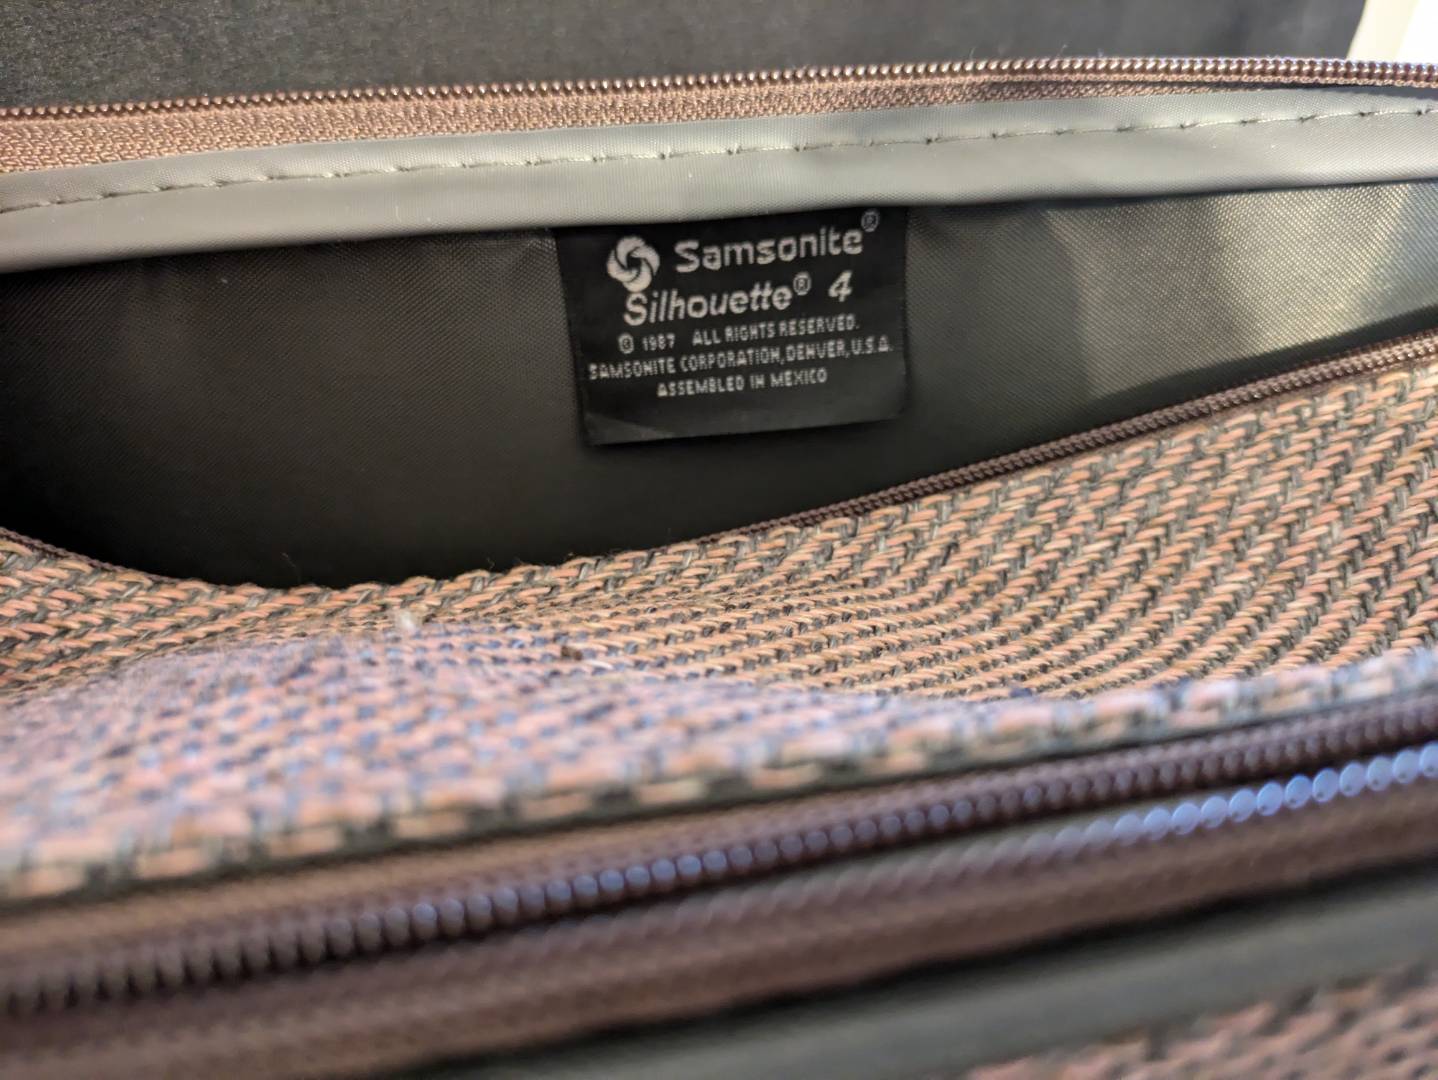 Samsonite®
Silhouette® 4
© 1987 ALL RIGHTS RESERVED.
SAMSONITE CORPORATION, DENVER, U.S.A.
ASSEMBLED IN MEXICO